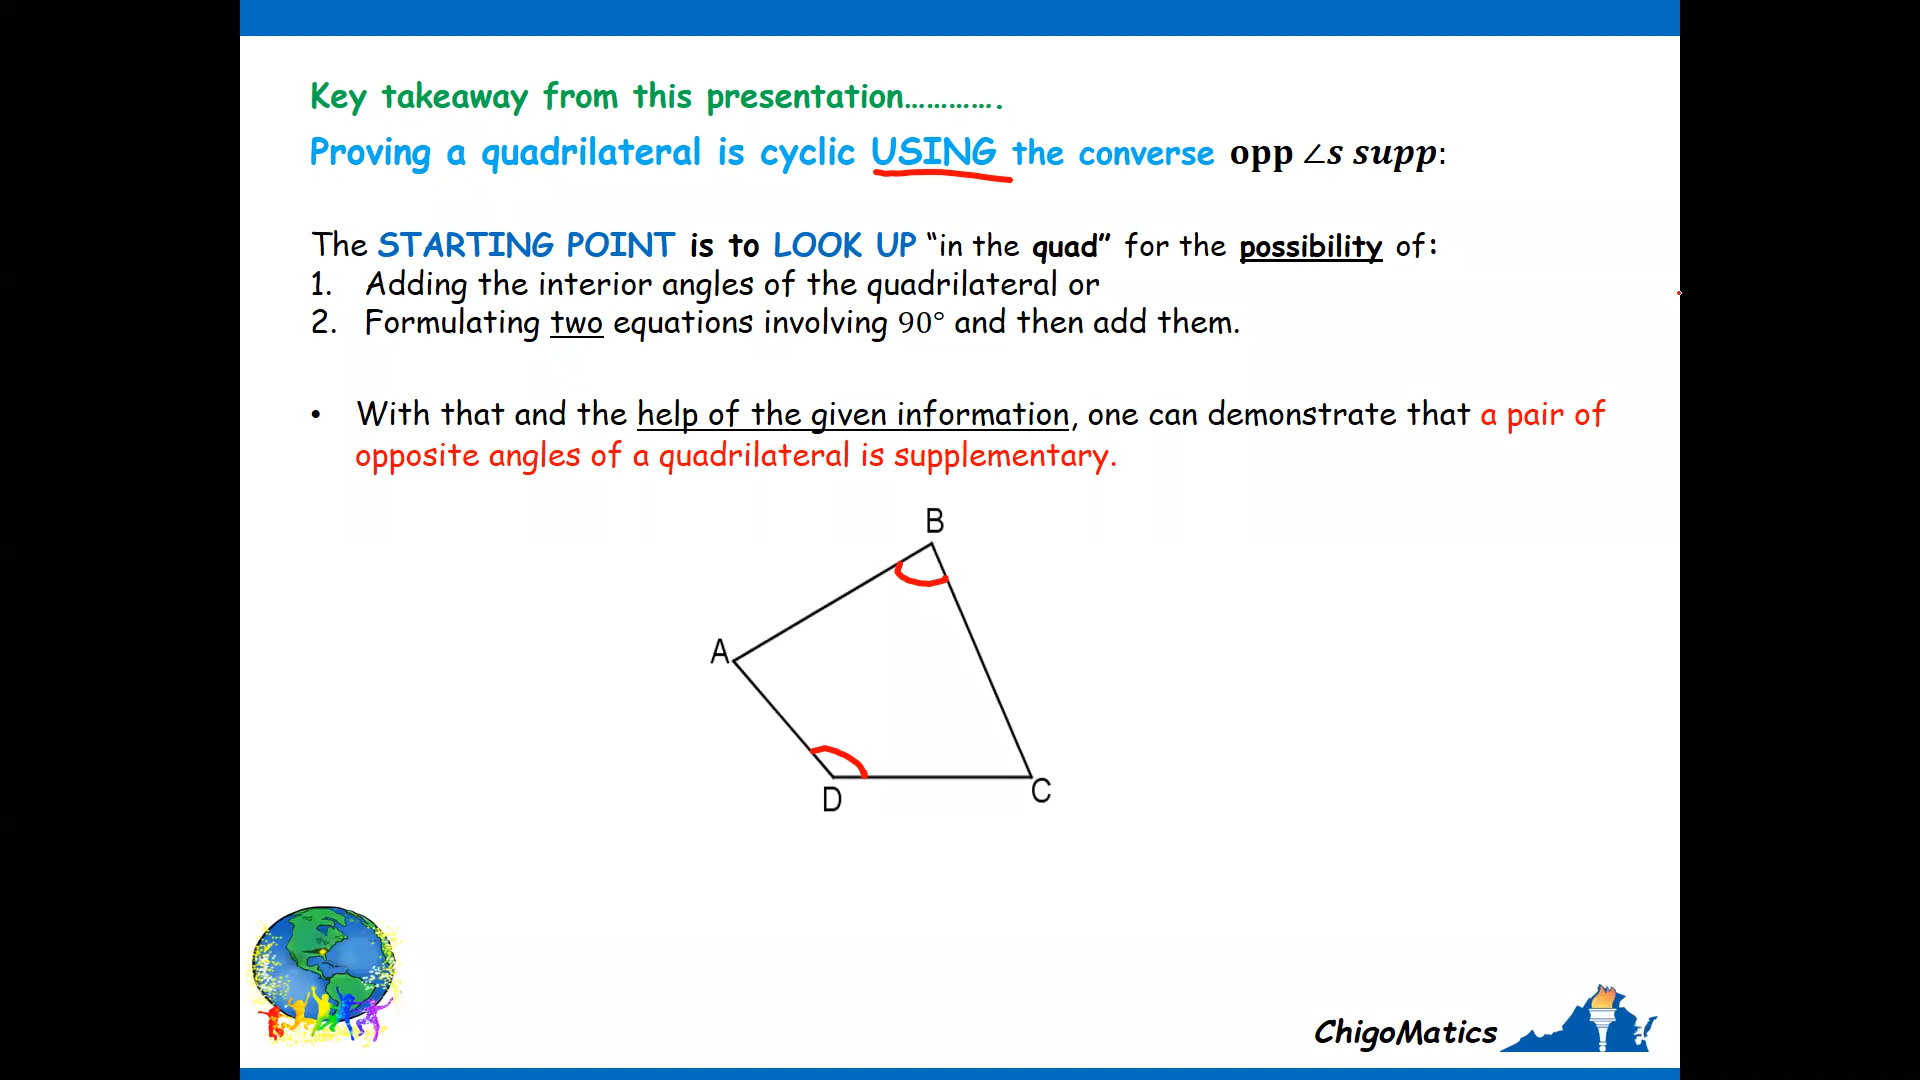 Key takeaway from this presentation………….
Proving a quadrilateral is cyclic USING the converse opp ∠s supp:
The STARTING POINT is to LOOK UP “in the quad” for the possibility of:
1. Adding the interior angles of the quadrilateral or
2. Formulating two equations involving 90° and then add them.
• With that and the help of the given information, one can demonstrate that a pair of
opposite angles of a quadrilateral is supplementary.
B
A
D
C
ChigoMatics